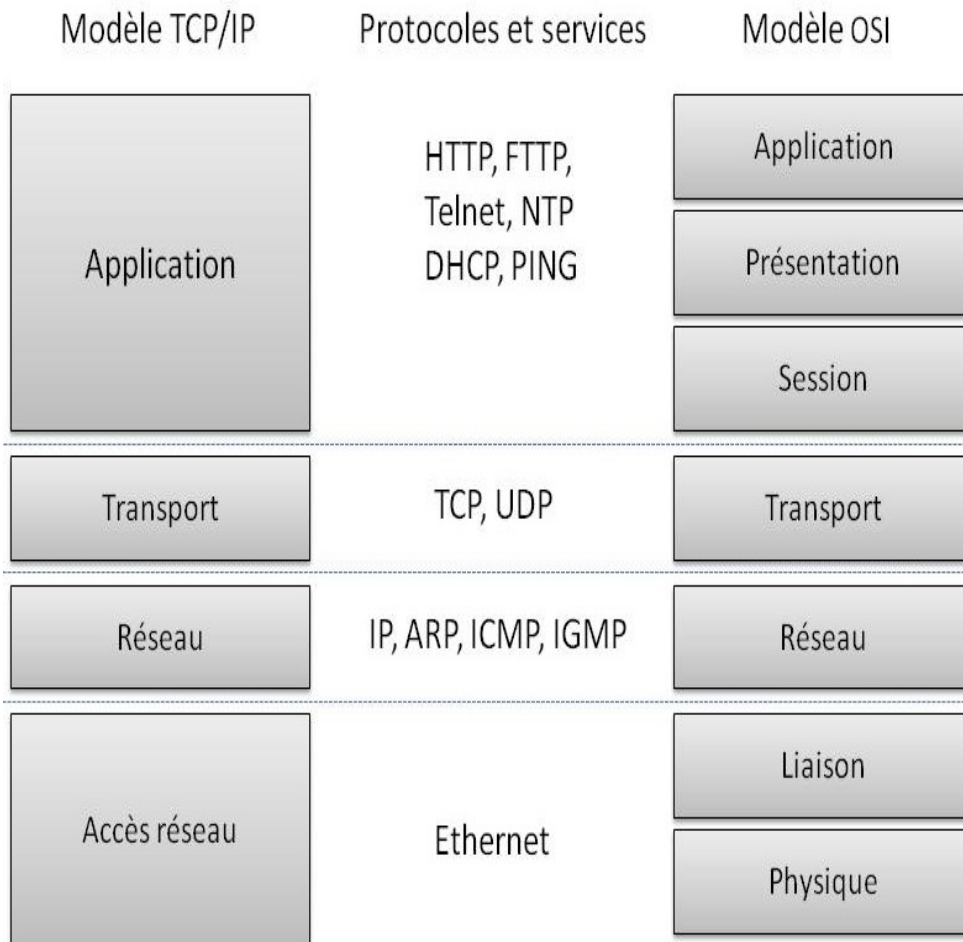 Modèle TCP/IP
Protocoles et services
Modèle OSI
Application
HTTP, FTTP,
Telnet, NTP
DHCP, PING
Application
Présentation
Session
Transport
TCP, UDP
Transport
Réseau
IP, ARP, ICMP, IGMP
Réseau
Accès réseau
Ethernet
Liaison
Physique